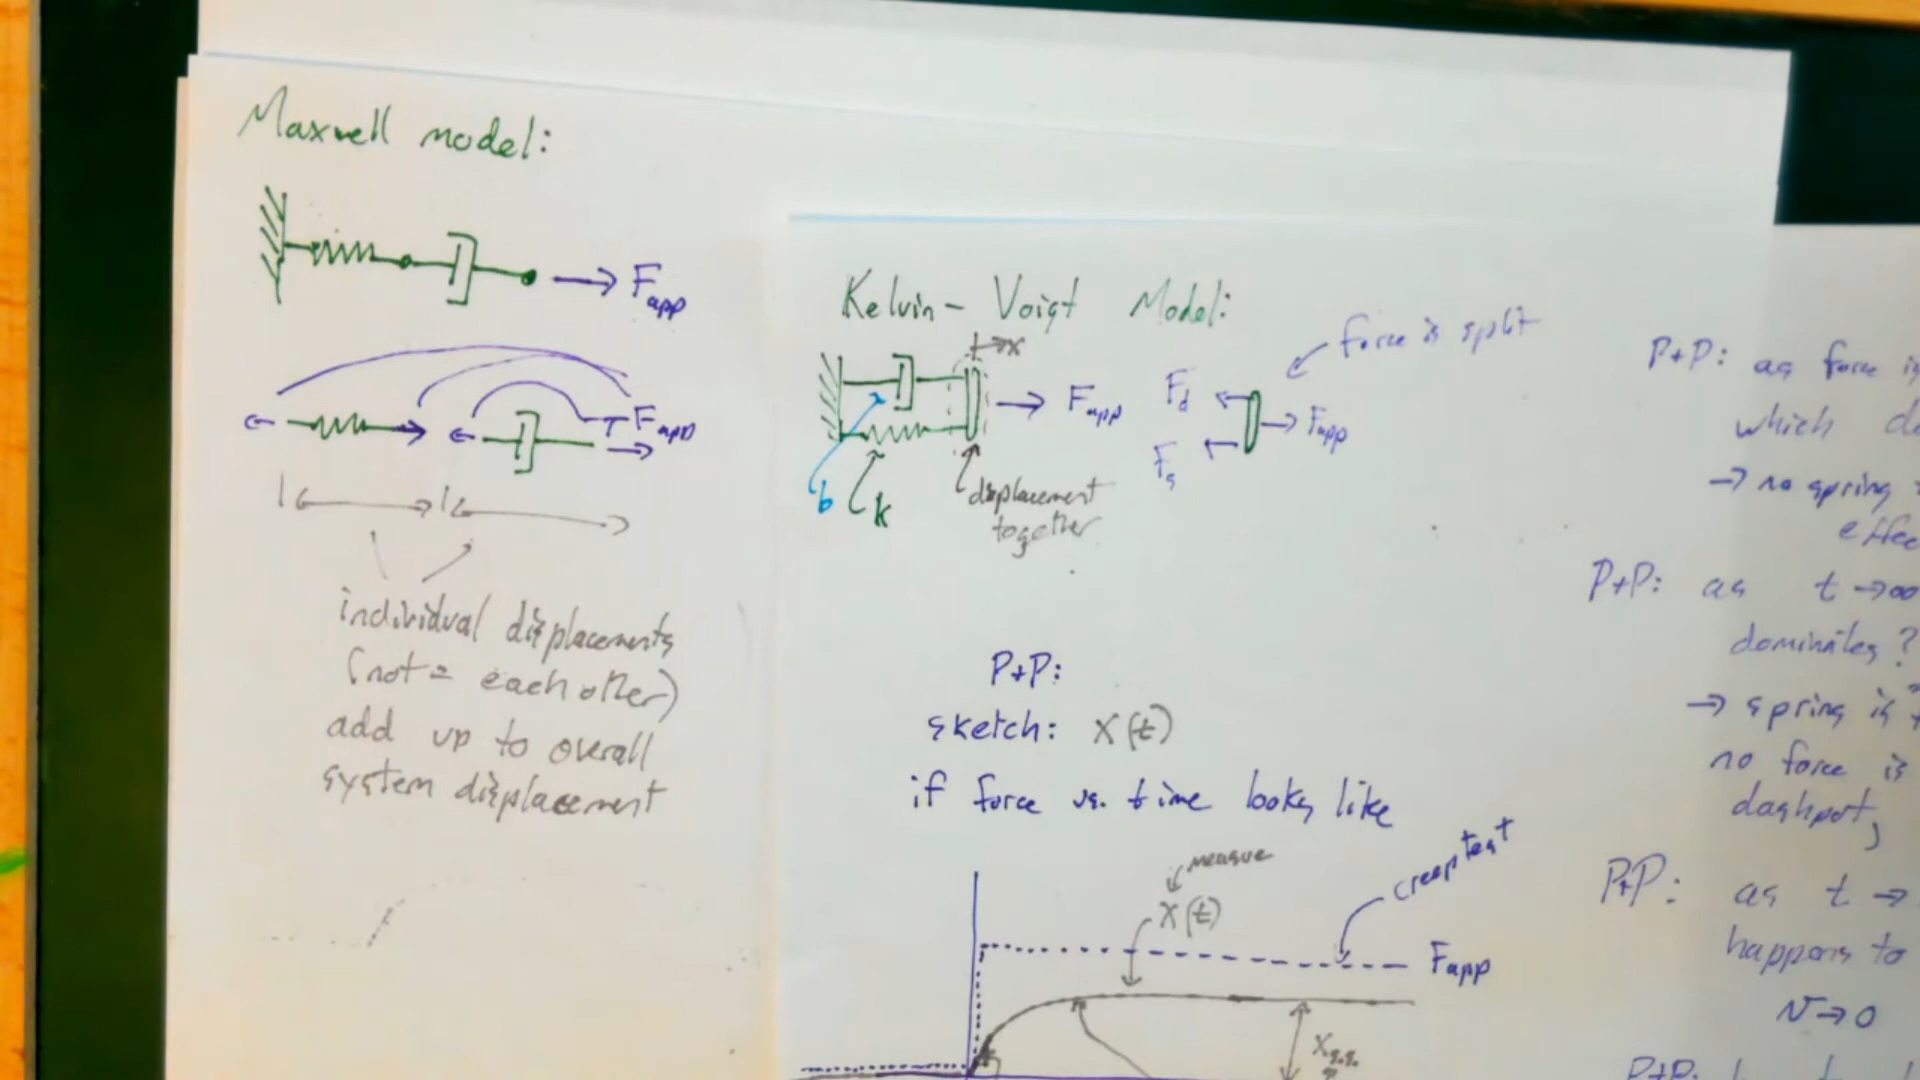 Maxwell model:
Fapp
Fapp
individual displacements
(not = each other)
add up to overall
system displacement
Kelvin-Voigt Model:
x
Fapp
b
k
displacement
together
force is split
Fd
Fapp
Fs
P+P:
sketch: x(t)
if force vs. time looks like
measure
x(t)
creep test
Fapp
P+P: as force is
which
→ no spring
P+P: as t→∞
dominates?
→ spring is
no force is
dashpot,
P+P: as t →
happens to
v→0